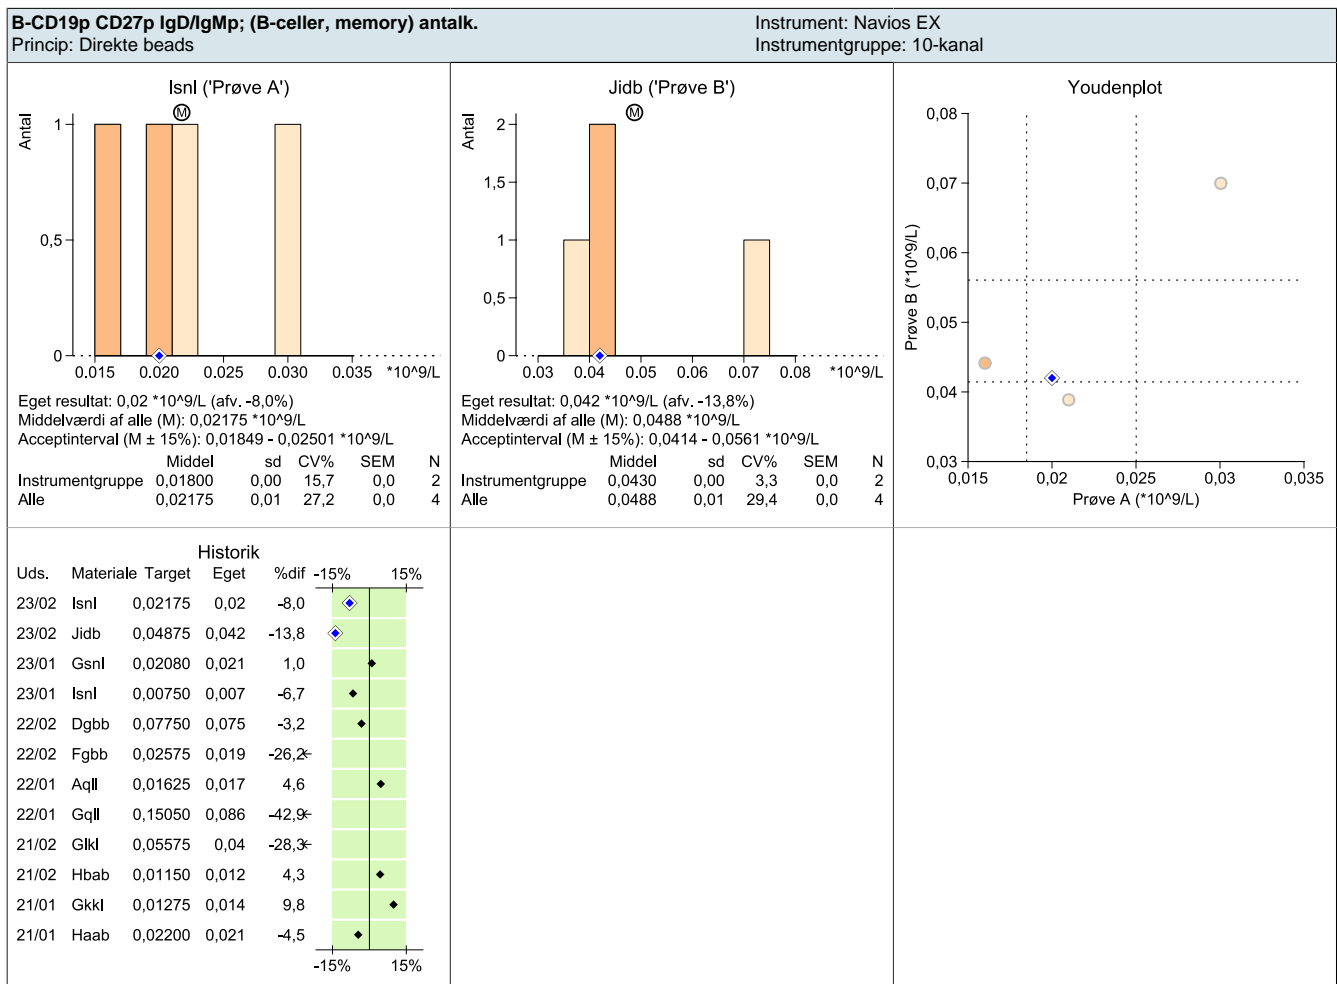 B-CD19p CD27p IgD/IgMp; (B-celler, memory) antalk.
Princip: Direkte beads
Instrument: Navios EX
Instrumentgruppe: 10-kanal
Isnl ('Prøve A')
M
Antal
1
0,5
0
0.015 0.020 0.025 0.030 0.035 *10^9/L
Eget resultat: 0,02 *10^9/L (afv. -8,0%)
Middelværdi af alle (M): 0,02175 *10^9/L
Acceptinterval (M ± 15%): 0,01849 - 0,02501 *10^9/L
Middel sd CV% SEM N
Instrumentgruppe 0,01800 0,00 15,7 0,0 2
Alle 0,02175 0,01 27,2 0,0 4
Jidb ('Prøve B')
M
Antal
2
1,5
1
0,5
0
0.03 0.04 0.05 0.06 0.07 0.08 *10^9/L
Eget resultat: 0,042 *10^9/L (afv. -13,8%)
Middelværdi af alle (M): 0,0488 *10^9/L
Acceptinterval (M ± 15%): 0,0414 - 0,0561 *10^9/L
Middel sd CV% SEM N
Instrumentgruppe 0,0430 0,00 3,3 0,0 2
Alle 0,0488 0,01 29,4 0,0 4
Youdenplot
Prøve B (*10^9/L)
0,08
0,07
0,06
0,05
0,04
0,03
0,015 0,02 0,025 0,03 0,035
Prøve A (*10^9/L)
Historik
Uds. Materiale Target Eget %dif -15% 15%
23/02 Isnl 0,02175 0,02 -8,0
23/02 Jidb 0,04875 0,042 -13,8
23/01 Gsnl 0,02080 0,021 1,0
23/01 Isnl 0,00750 0,007 -6,7
22/02 Dgbb 0,07750 0,075 -3,2
22/02 Fgbb 0,02575 0,019 -26,2
22/01 Aqll 0,01625 0,017 4,6
22/01 Gqll 0,15050 0,086 -42,9
21/02 Glkl 0,05575 0,04 -28,3
21/02 Hbab 0,01150 0,012 4,3
21/01 Gkkl 0,01275 0,014 9,8
21/01 Haab 0,02200 0,021 -4,5
-15% 15%